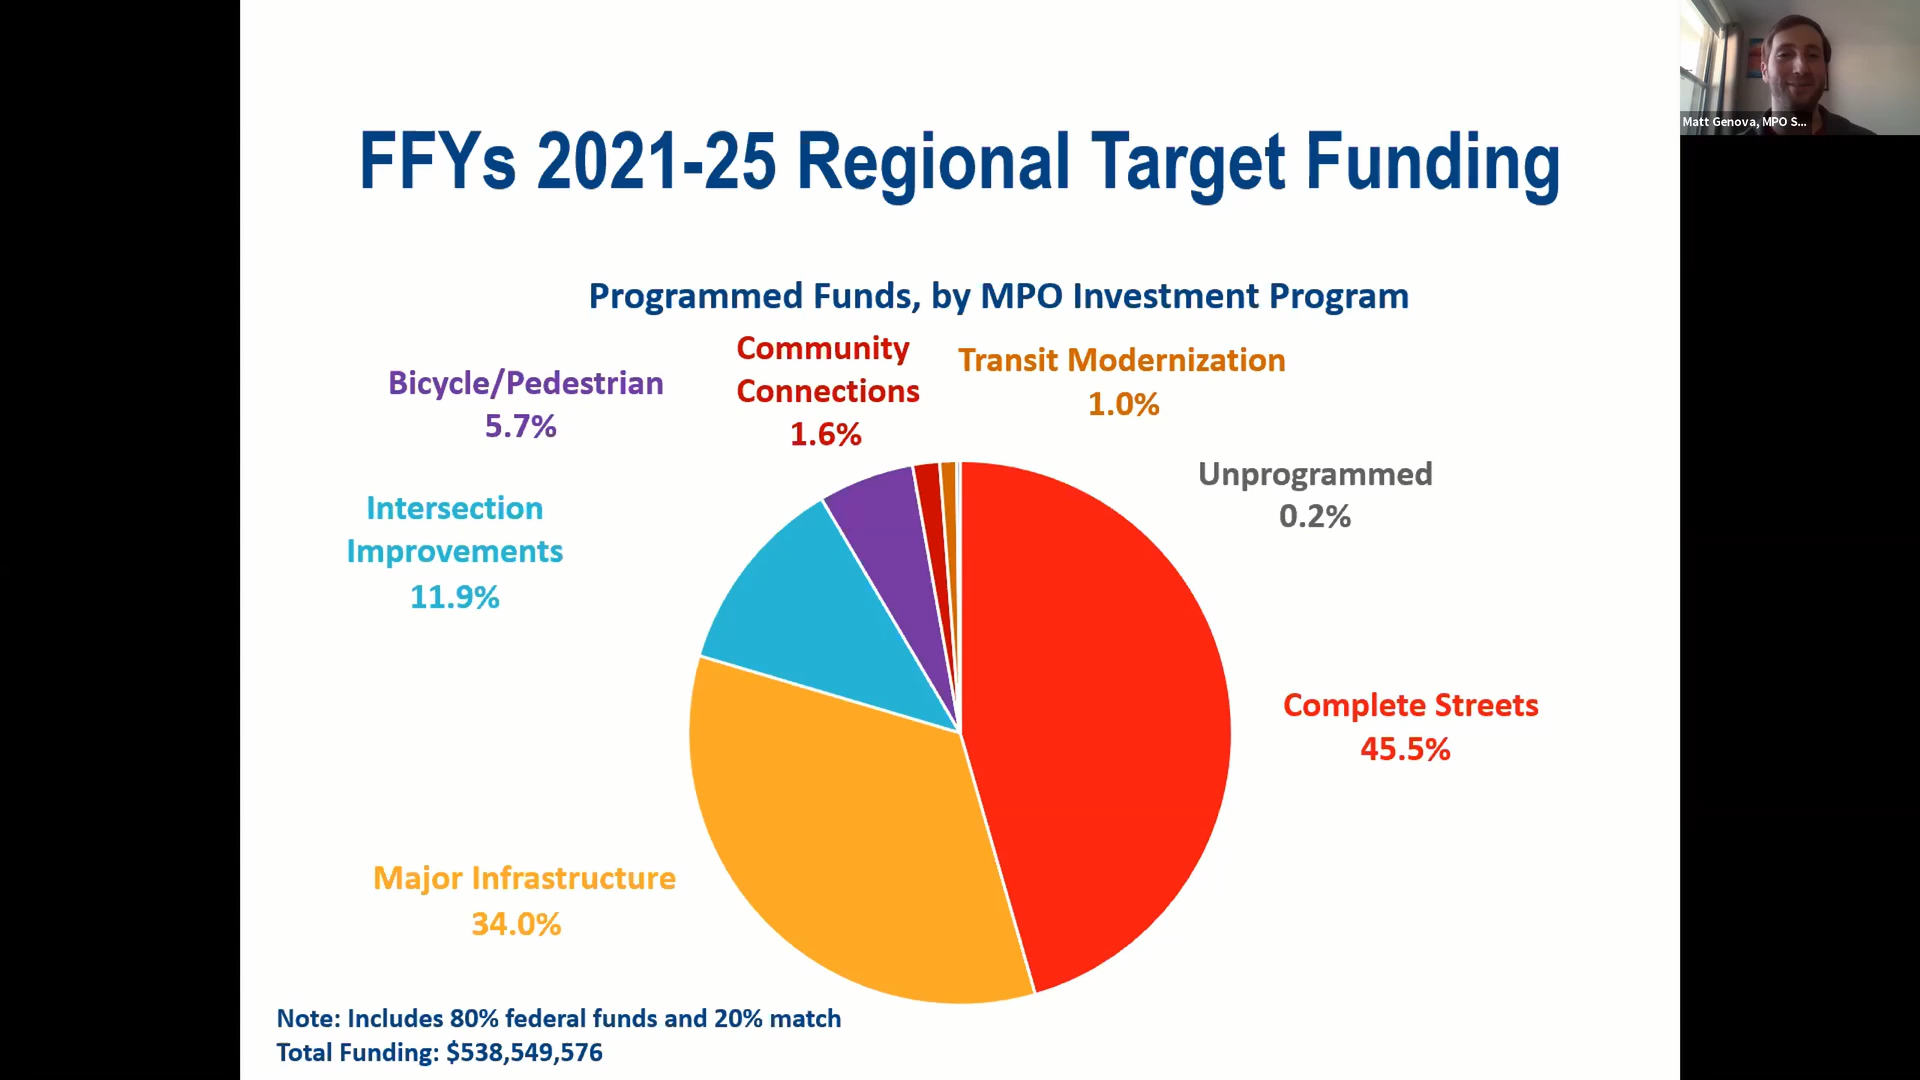 FFYs 2021-25 Regional Target Funding
Programmed Funds, by MPO Investment Program
Community
Connections
1.6%
Transit Modernization
1.0%
Bicycle/Pedestrian
5.7%
Unprogrammed
0.2%
Intersection
Improvements
11.9%
Complete Streets
45.5%
Major Infrastructure
34.0%
Note: Includes 80% federal funds and 20% match
Total Funding: $538,549,576
Matt Genova, MPO S...